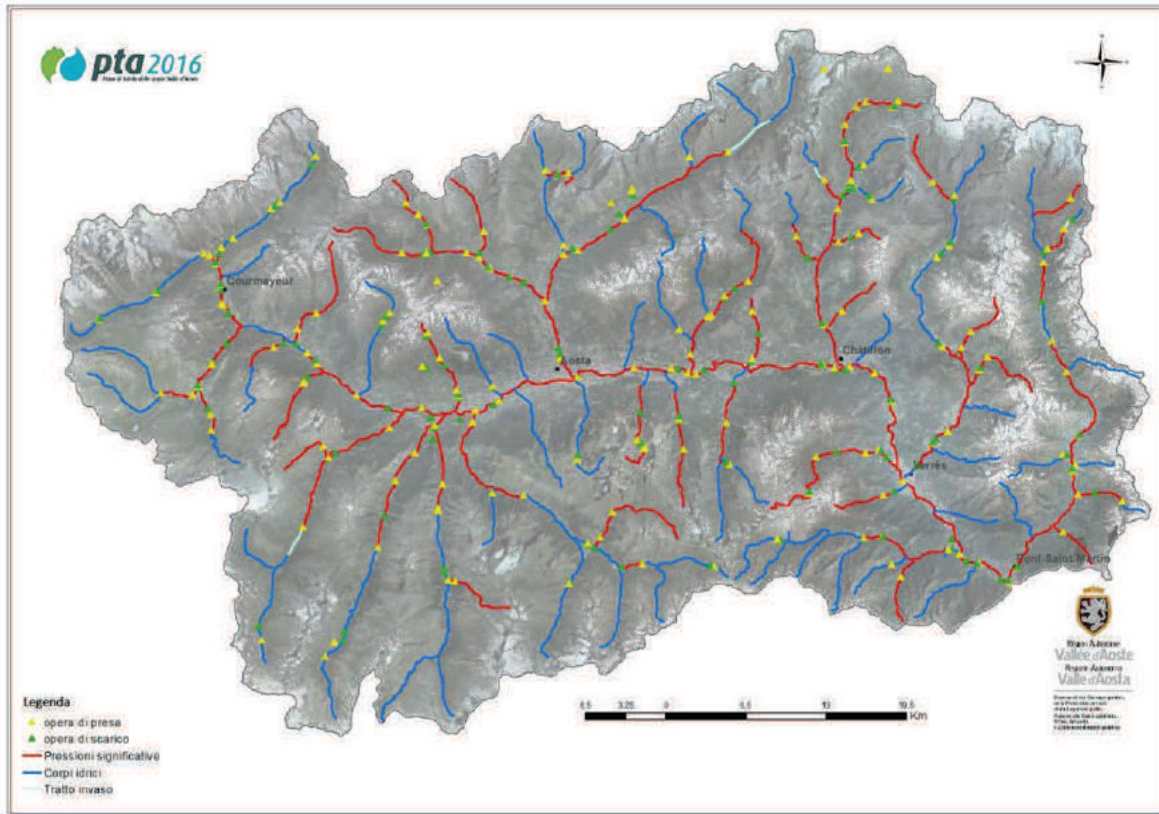 pta 2016
Courmayeur
Aosta
Châtillon
Verrès
Pont-Saint-Martin
Région Autonome
Vallée d'Aoste
Regione Autonoma
Valle d'Aosta
Legenda
opera di presa
opera di scarico
Pressioni significative
Corpi idrici
Tratto invaso
6.5 3.25 0 6.5 13 19.5
Km